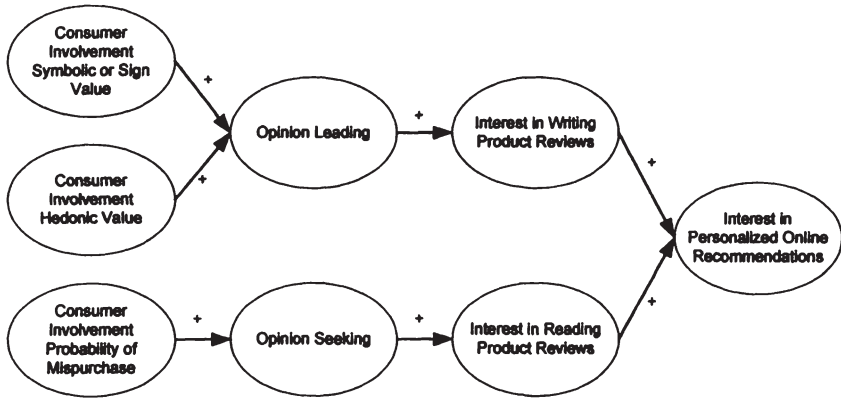 Consumer
Involvement
Symbolic or Sign
Value
+
Opinion Leading
+
Interest in Writing
Product Reviews
+
Consumer
Involvement
Hedonic Value
+
Interest in
Personalized Online
Recommendations
Consumer
Involvement
Probability of
Mispurchase
+
Opinion Seeking
+
Interest in Reading
Product Reviews
+